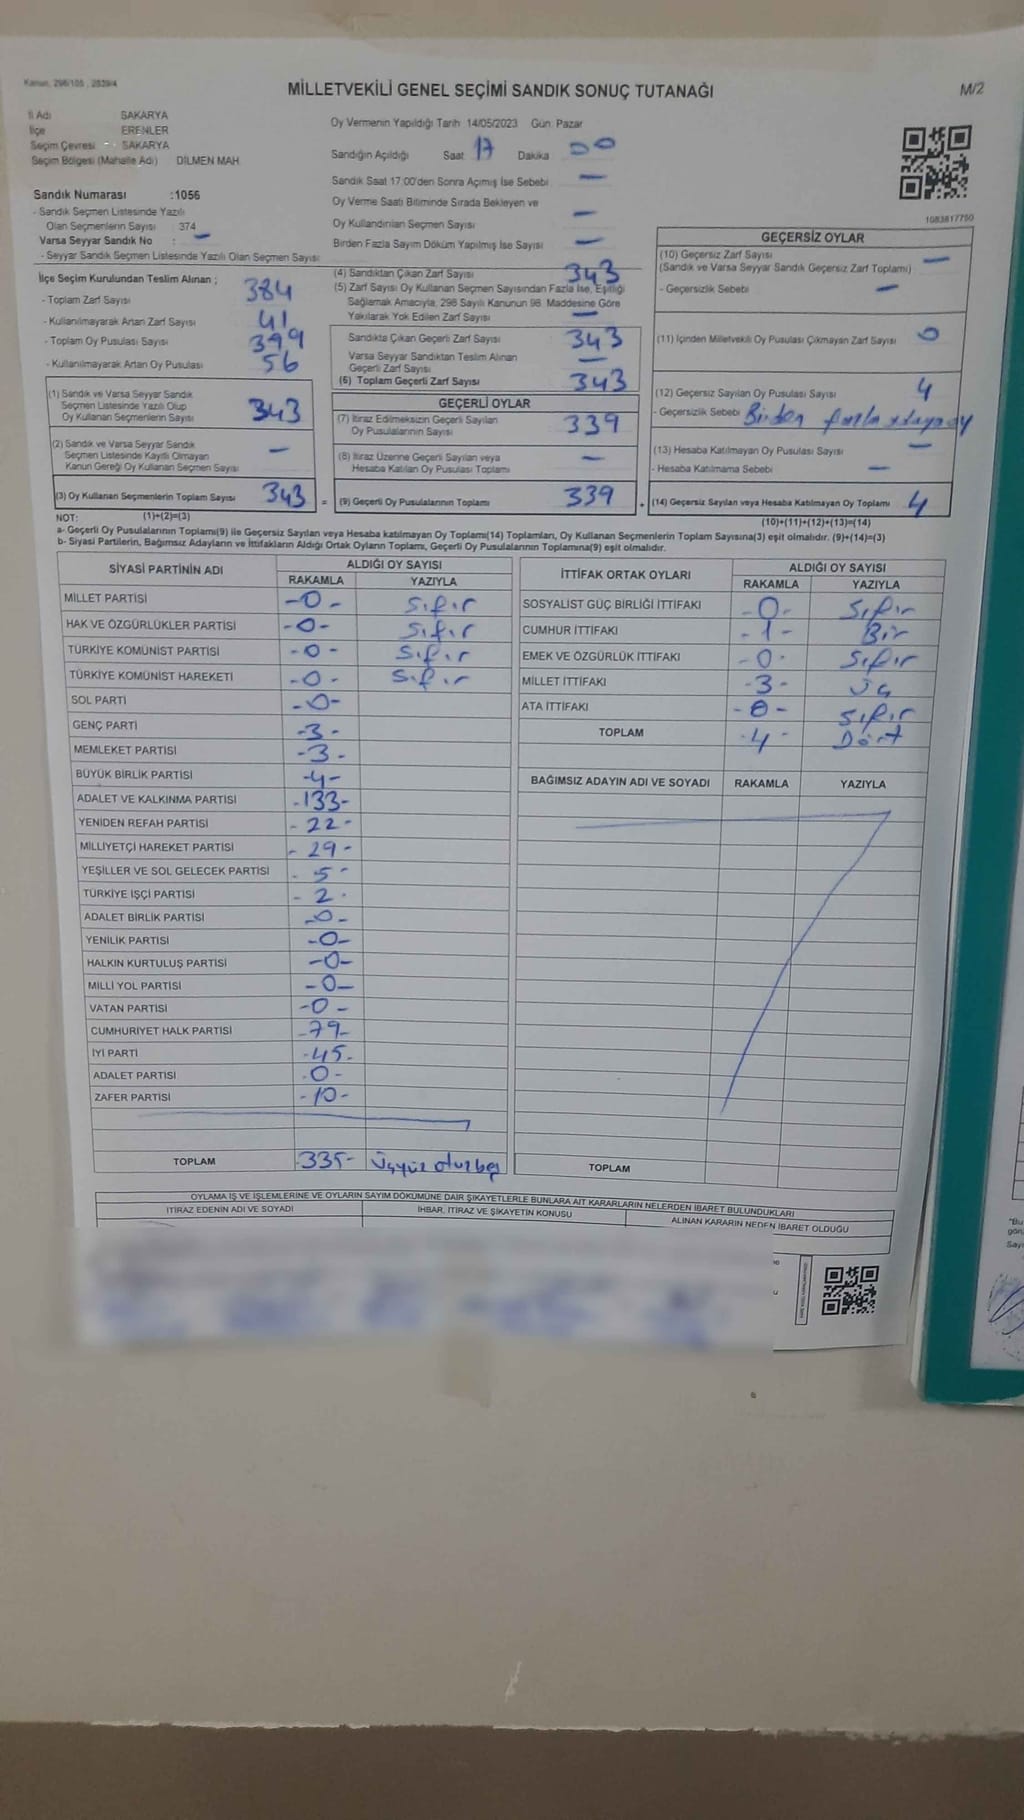 Kanun, 298/105 , 2839/4
MİLLETVEKİLİ GENEL SEÇİMİ SANDIK SONUÇ TUTANAĞI
M/2
İl Adı SAKARYA
İlçe ERENLER
Seçim Çevresi SAKARYA
Seçim Bölgesi (Mahalle Adı) DİLMEN MAH.
Oy Vermenin Yapıldığı Tarih 14/05/2023 Gün: Pazar
Sandığın Açıldığı Saat 17 Dakika 00
Sandık Saat 17:00'den Sonra Açımış İse Sebebi —
Oy Verme Saati Bitiminde Sırada Bekleyen ve
Oy Kullandırılan Seçmen Sayısı —
Birden Fazla Sayım Döküm Yapılmış İse Sayısı —
1083817750
Sandık Numarası :1056
- Sandık Seçmen Listesinde Yazılı
Olan Seçmenlerin Sayısı 374
Varsa Seyyar Sandık No : —
- Seyyar Sandık Seçmen Listesinde Yazılı Olan Seçmen Sayısı:
İlçe Seçim Kurulundan Teslim Alınan ;
- Toplam Zarf Sayısı 384
- Kullanılmayarak Artan Zarf Sayısı 41
- Toplam Oy Pusulası Sayısı 399
- Kullanılmayarak Artan Oy Pusulası 56
(1) Sandık ve Varsa Seyyar Sandık
Seçmen Listesinde Yazılı Olup
Oy Kullanan Seçmenlerin Sayısı 343
(2) Sandık ve Varsa Seyyar Sandık
Seçmen Listesinde Kayıtlı Olmayan
Kanun Gereği Oy Kullanan Seçmen Sayısı —
(3) Oy Kullanan Seçmenlerin Toplam Sayısı 343 =
(4) Sandıktan Çıkan Zarf Sayısı 343
(5) Zarf Sayısı Oy Kullanan Seçmen Sayısından Fazla İse, Eşitliği
Sağlamak Amacıyla, 298 Sayılı Kanunun 98. Maddesine Göre
Yakılarak Yok Edilen Zarf Sayısı —
Sandıkta Çıkan Geçerli Zarf Sayısı 343
Varsa Seyyar Sandıktan Teslim Alınan
Geçerli Zarf Sayısı —
(6) Toplam Geçerli Zarf Sayısı 343
GEÇERLİ OYLAR
(7) İtiraz Edilmeksizin Geçerli Sayılan
Oy Pusulalarının Sayısı 339
(8) İtiraz Üzerine Geçerli Sayılan veya
Hesaba Katılan Oy Pusulası Toplamı —
(9) Geçerli Oy Pusulalarının Toplamı 339 +
GEÇERSİZ OYLAR
(10) Geçersiz Zarf Sayısı —
(Sandık ve Varsa Seyyar Sandık Geçersiz Zarf Toplamı)
- Geçersizlik Sebebi —
(11) İçinden Milletvekili Oy Pusulası Çıkmayan Zarf Sayısı 0
(12) Geçersiz Sayılan Oy Pusulası Sayısı 4
- Geçersizlik Sebebi Birden fazla oy
(13) Hesaba Katılmayan Oy Pusulası Sayısı —
- Hesaba Katılmama Sebebi —
(14) Geçersiz Sayılan veya Hesaba Katılmayan Oy Toplamı 4
NOT: (1)+(2)=(3)
(10)+(11)+(12)+(13)=(14)
a- Geçerli Oy Pusulalarının Toplamı(9) ile Geçersiz Sayılan veya Hesaba katılmayan Oy Toplamı(14) Toplamları, Oy Kullanan Seçmenlerin Toplam Sayısına(3) eşit olmalıdır. (9)+(14)=(3)
b- Siyasi Partilerin, Bağımsız Adayların ve İttifakların Aldığı Ortak Oyların Toplamı, Geçerli Oy Pusulalarının Toplamına(9) eşit olmalıdır.
SİYASİ PARTİNİN ADI ALDIĞI OY SAYISI
RAKAMLA YAZIYLA
MİLLET PARTİSİ -0- sıfır
HAK VE ÖZGÜRLÜKLER PARTİSİ -0- sıfır
TÜRKİYE KOMÜNİST PARTİSİ -0- sıfır
TÜRKİYE KOMÜNİST HAREKETİ -0- sıfır
SOL PARTİ -0-
GENÇ PARTİ -3-
MEMLEKET PARTİSİ -3-
BÜYÜK BİRLİK PARTİSİ -4-
ADALET VE KALKINMA PARTİSİ -133-
YENİDEN REFAH PARTİSİ -22-
MİLLİYETÇİ HAREKET PARTİSİ -29-
YEŞİLLER VE SOL GELECEK PARTİSİ -5-
TÜRKİYE İŞÇİ PARTİSİ -2-
ADALET BİRLİK PARTİSİ -0-
YENİLİK PARTİSİ -0-
HALKIN KURTULUŞ PARTİSİ -0-
MİLLİ YOL PARTİSİ -0-
VATAN PARTİSİ -0-
CUMHURİYET HALK PARTİSİ -79-
İYİ PARTİ -45-
ADALET PARTİSİ -0-
ZAFER PARTİSİ -10-
TOPLAM -335- üçyüz otuzbeş
İTTİFAK ORTAK OYLARI ALDIĞI OY SAYISI
RAKAMLA YAZIYLA
SOSYALİST GÜÇ BİRLİĞİ İTTİFAKI -0- sıfır
CUMHUR İTTİFAKI -1- Bir
EMEK VE ÖZGÜRLÜK İTTİFAKI -0- sıfır
MİLLET İTTİFAKI -3- üç
ATA İTTİFAKI -0- sıfır
TOPLAM -4- Dört
BAĞIMSIZ ADAYIN ADI VE SOYADI RAKAMLA YAZIYLA
TOPLAM
OYLAMA İŞ VE İŞLEMLERİNE VE OYLARIN SAYIM DÖKÜMÜNE DAİR ŞİKAYETLERLE BUNLARA AİT KARARLARIN NELERDEN İBARET BULUNDUKLARI
İTİRAZ EDENİN ADI VE SOYADI İHBAR, İTİRAZ VE ŞİKAYETİN KONUSU ALINAN KARARIN NEDEN İBARET OLDUĞU